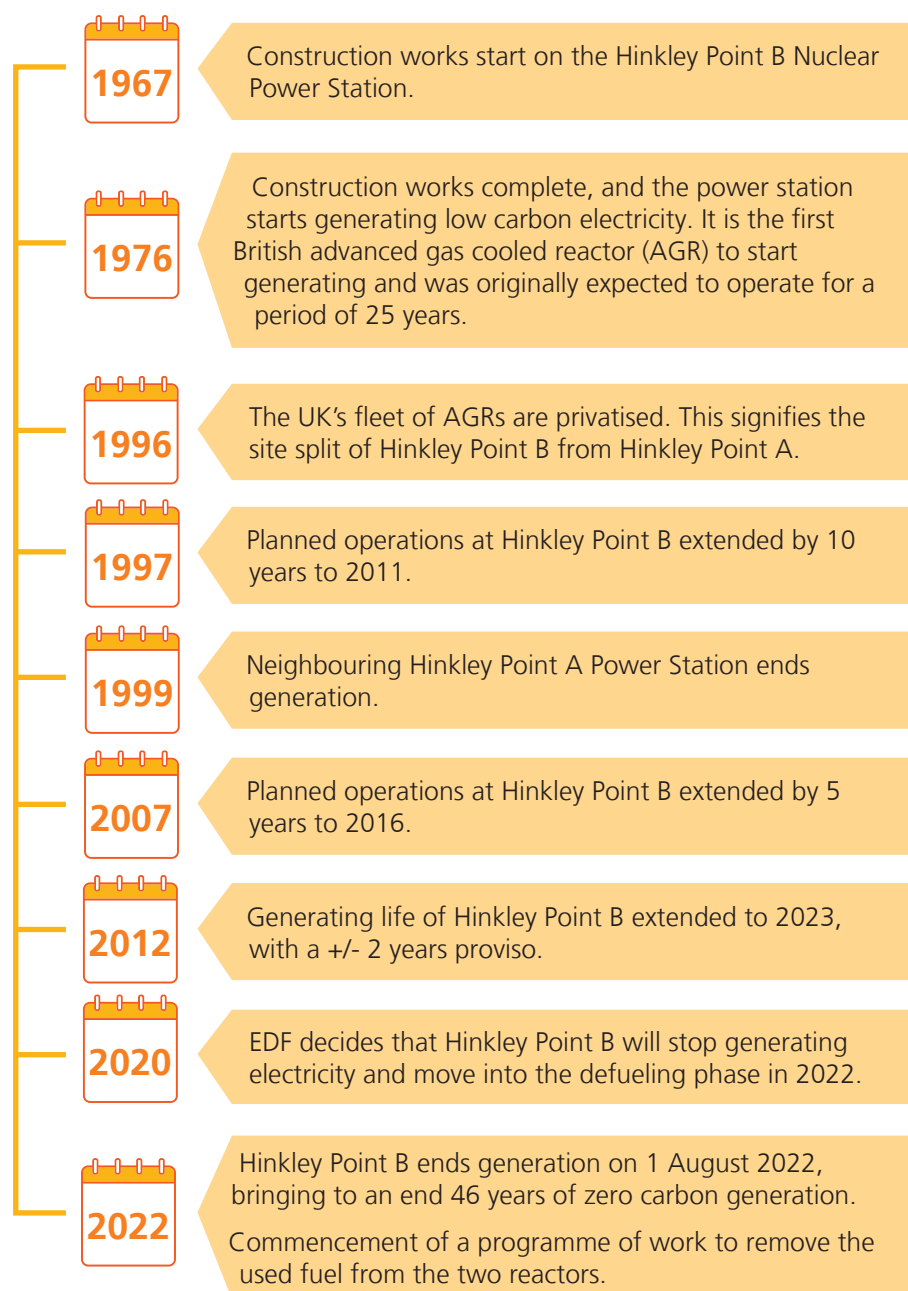 1967
Construction works start on the Hinkley Point B Nuclear
Power Station.
1976
Construction works complete, and the power station
starts generating low carbon electricity. It is the first
British advanced gas cooled reactor (AGR) to start
generating and was originally expected to operate for a
period of 25 years.
1996
The UK’s fleet of AGRs are privatised. This signifies the
site split of Hinkley Point B from Hinkley Point A.
1997
Planned operations at Hinkley Point B extended by 10
years to 2011.
1999
Neighbouring Hinkley Point A Power Station ends
generation.
2007
Planned operations at Hinkley Point B extended by 5
years to 2016.
2012
Generating life of Hinkley Point B extended to 2023,
with a +/- 2 years proviso.
2020
EDF decides that Hinkley Point B will stop generating
electricity and move into the defueling phase in 2022.
2022
Hinkley Point B ends generation on 1 August 2022,
bringing to an end 46 years of zero carbon generation.
Commencement of a programme of work to remove the
used fuel from the two reactors.